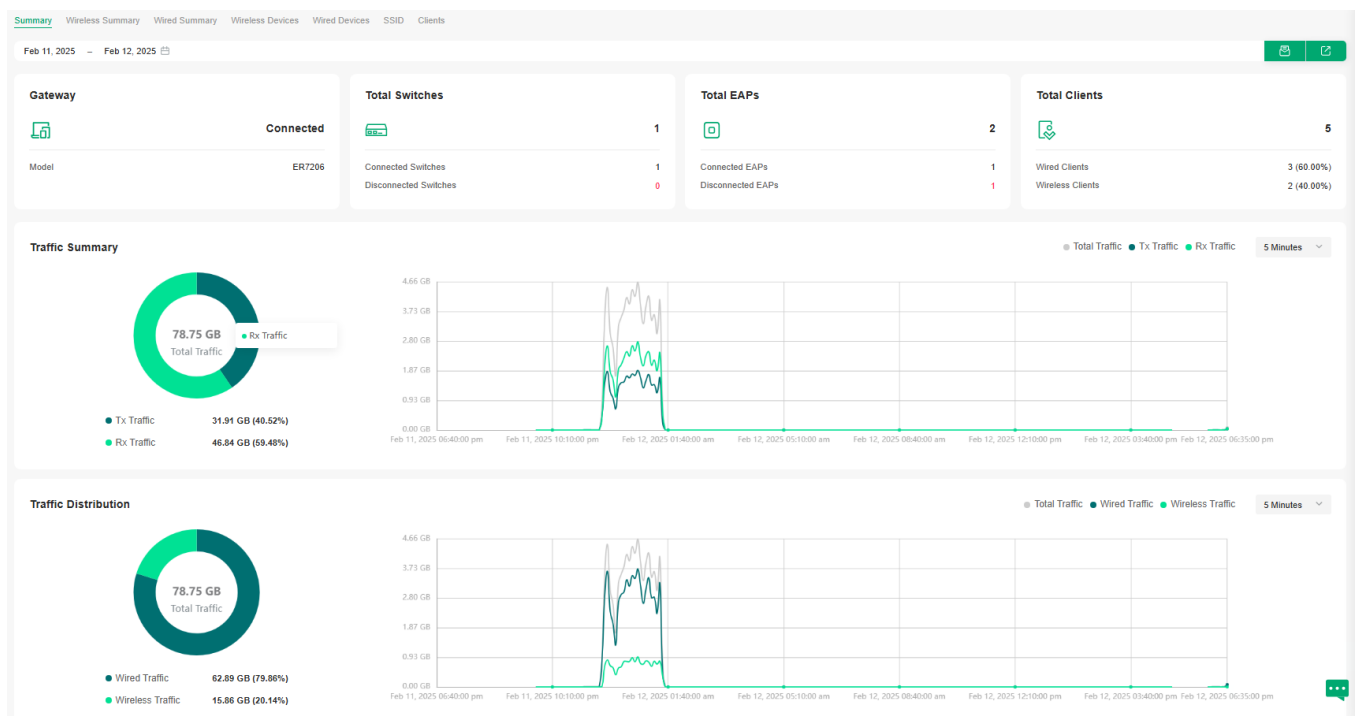 Summary Wireless Summary Wired Summary Wireless Devices Wired Devices SSID Clients
Feb 11, 2025 – Feb 12, 2025
Gateway
Connected
Model ER7206
Total Switches
1
Connected Switches 1
Disconnected Switches 0
Total EAPs
2
Connected EAPs 1
Disconnected EAPs 1
Total Clients
5
Wired Clients 3 (60.00%)
Wireless Clients 2 (40.00%)
Traffic Summary
Total Traffic Tx Traffic Rx Traffic 5 Minutes
78.75 GB
Total Traffic
Rx Traffic
Tx Traffic 31.91 GB (40.52%)
Rx Traffic 46.84 GB (59.48%)
4.66 GB
3.73 GB
2.80 GB
1.87 GB
0.93 GB
0.00 GB
Feb 11, 2025 06:40:00 pm Feb 11, 2025 10:10:00 pm Feb 12, 2025 01:40:00 am Feb 12, 2025 05:10:00 am Feb 12, 2025 08:40:00 am Feb 12, 2025 12:10:00 pm Feb 12, 2025 03:40:00 pm Feb 12, 2025 06:35:00 pm
Traffic Distribution
Total Traffic Wired Traffic Wireless Traffic 5 Minutes
78.75 GB
Total Traffic
Wired Traffic 62.89 GB (79.86%)
Wireless Traffic 15.86 GB (20.14%)
4.66 GB
3.73 GB
2.80 GB
1.87 GB
0.93 GB
0.00 GB
Feb 11, 2025 06:40:00 pm Feb 11, 2025 10:10:00 pm Feb 12, 2025 01:40:00 am Feb 12, 2025 05:10:00 am Feb 12, 2025 08:40:00 am Feb 12, 2025 12:10:00 pm Feb 12, 2025 03:40:00 pm Feb 12, 2025 06:35:00 pm